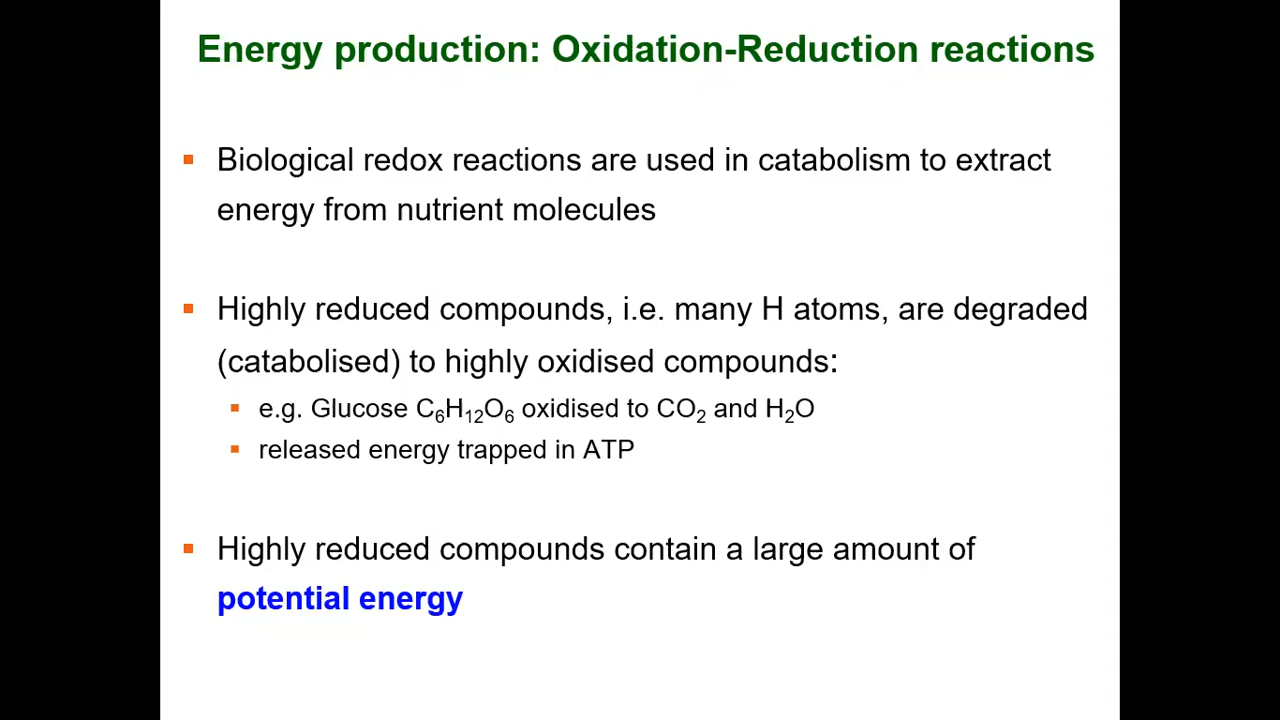 Energy production: Oxidation-Reduction reactions
▪ Biological redox reactions are used in catabolism to extract
energy from nutrient molecules
▪ Highly reduced compounds, i.e. many H atoms, are degraded
(catabolised) to highly oxidised compounds:
▪ e.g. Glucose C₆H₁₂O₆ oxidised to CO₂ and H₂O
▪ released energy trapped in ATP
▪ Highly reduced compounds contain a large amount of
potential energy